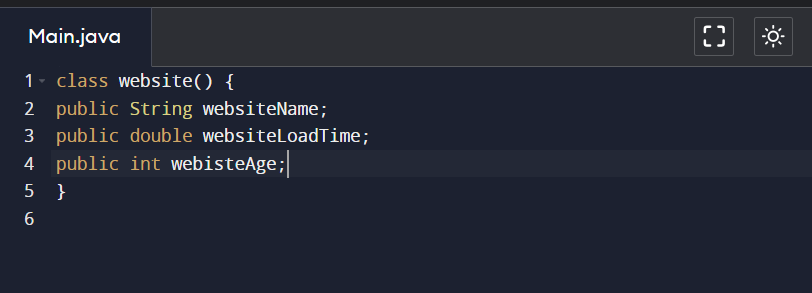 Main.java
1 class website() {
2 public String websiteName;
3 public double websiteLoadTime;
4 public int webisteAge;
5 }
6